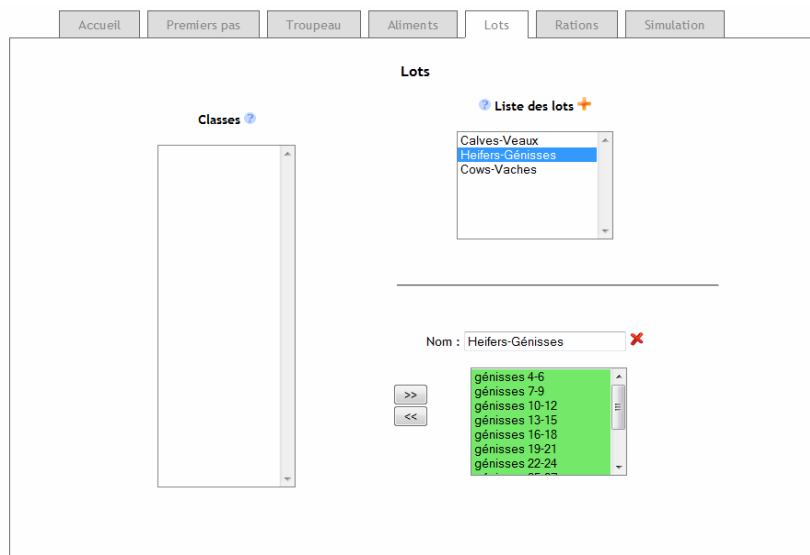 Accueil Premiers pas Troupeau Aliments Lots Rations Simulation
Lots
Classes ?
? Liste des lots
Calves-Veaux
Heifers-Génisses
Cows-Vaches
Nom : Heifers-Génisses
>>
<<
génisses 4-6
génisses 7-9
génisses 10-12
génisses 13-15
génisses 16-18
génisses 19-21
génisses 22-24